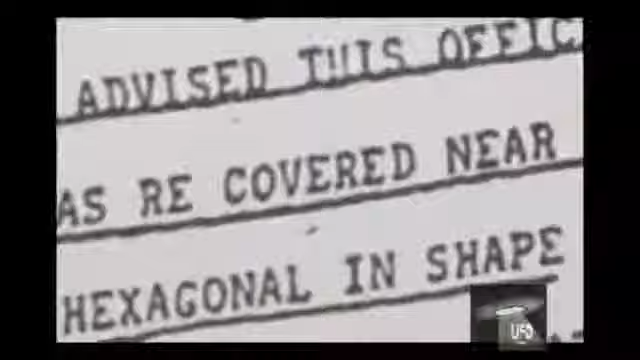 ADVISED THIS OFFIC
AS RE COVERED NEAR
HEXAGONAL IN SHAPE
UFO